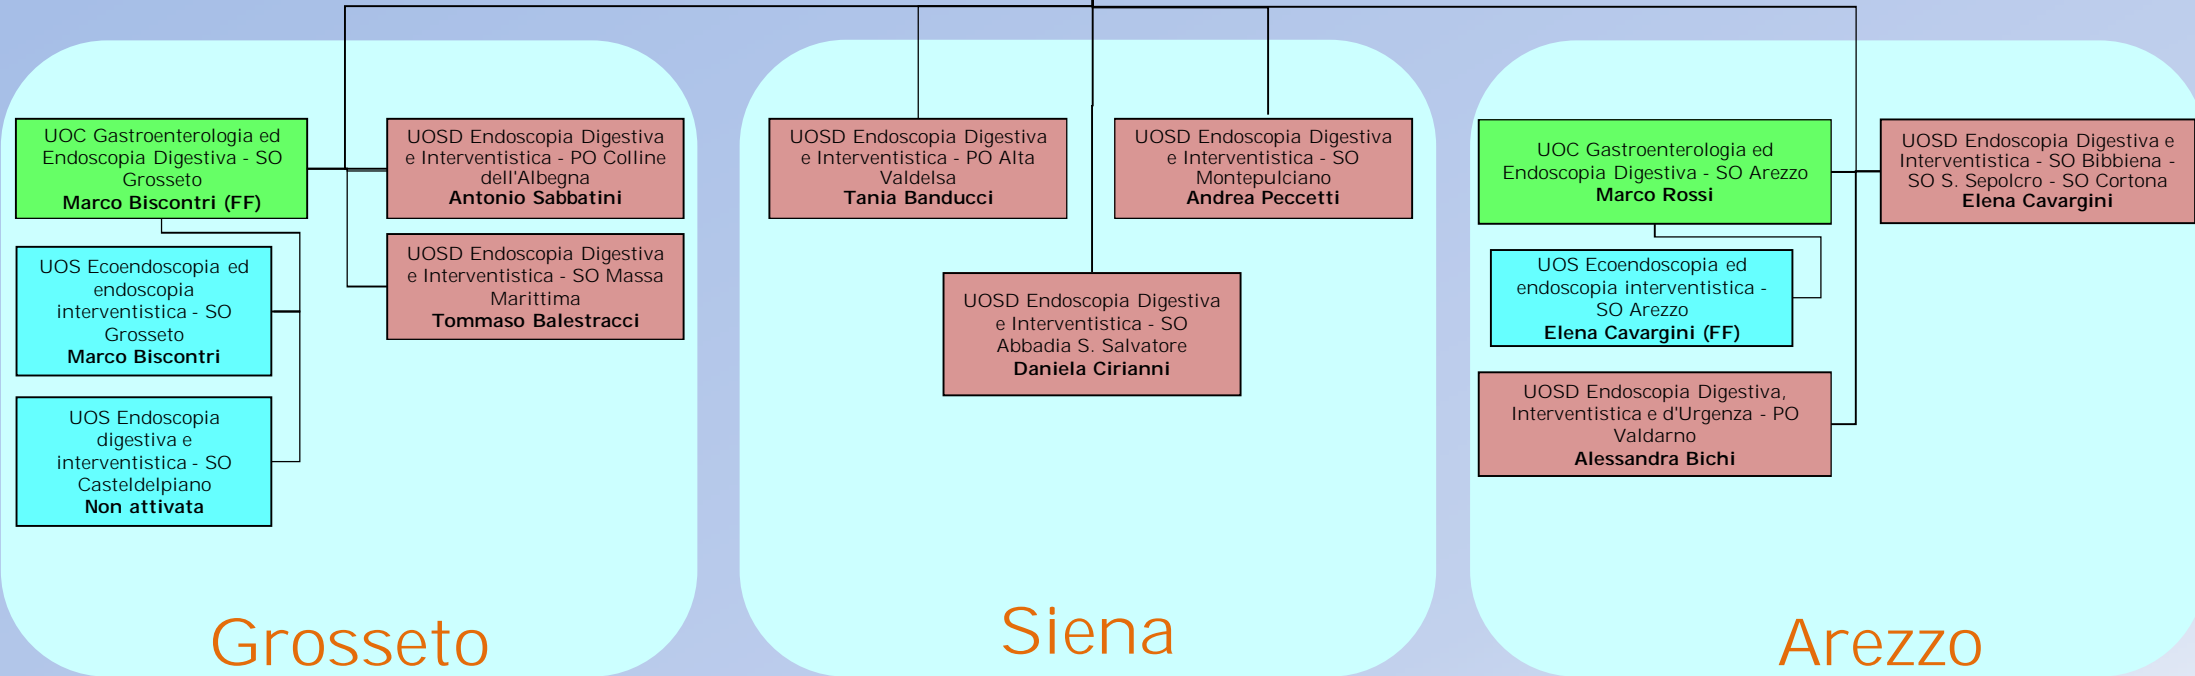 UOC Gastroenterologia ed
Endoscopia Digestiva - SO
Grosseto
Marco Biscontri (FF)
UOSD Endoscopia Digestiva
e Interventistica - PO Colline
dell'Albegna
Antonio Sabbatini
UOS Ecoendoscopia ed
endoscopia
interventistica - SO
Grosseto
Marco Biscontri
UOSD Endoscopia Digestiva
e Interventistica - SO Massa
Marittima
Tommaso Balestracci
UOS Endoscopia
digestiva e
interventistica - SO
Casteldelpiano
Non attivata
Grosseto
UOSD Endoscopia Digestiva
e Interventistica - PO Alta
Valdelsa
Tania Banducci
UOSD Endoscopia Digestiva
e Interventistica - SO
Montepulciano
Andrea Peccetti
UOSD Endoscopia Digestiva
e Interventistica - SO
Abbadia S. Salvatore
Daniela Cirianni
Siena
UOC Gastroenterologia ed
Endoscopia Digestiva - SO Arezzo
Marco Rossi
UOSD Endoscopia Digestiva e
Interventistica - SO Bibbiena -
SO S. Sepolcro - SO Cortona
Elena Cavargini
UOS Ecoendoscopia ed
endoscopia interventistica -
SO Arezzo
Elena Cavargini (FF)
UOSD Endoscopia Digestiva,
Interventistica e d'Urgenza - PO
Valdarno
Alessandra Bichi
Arezzo